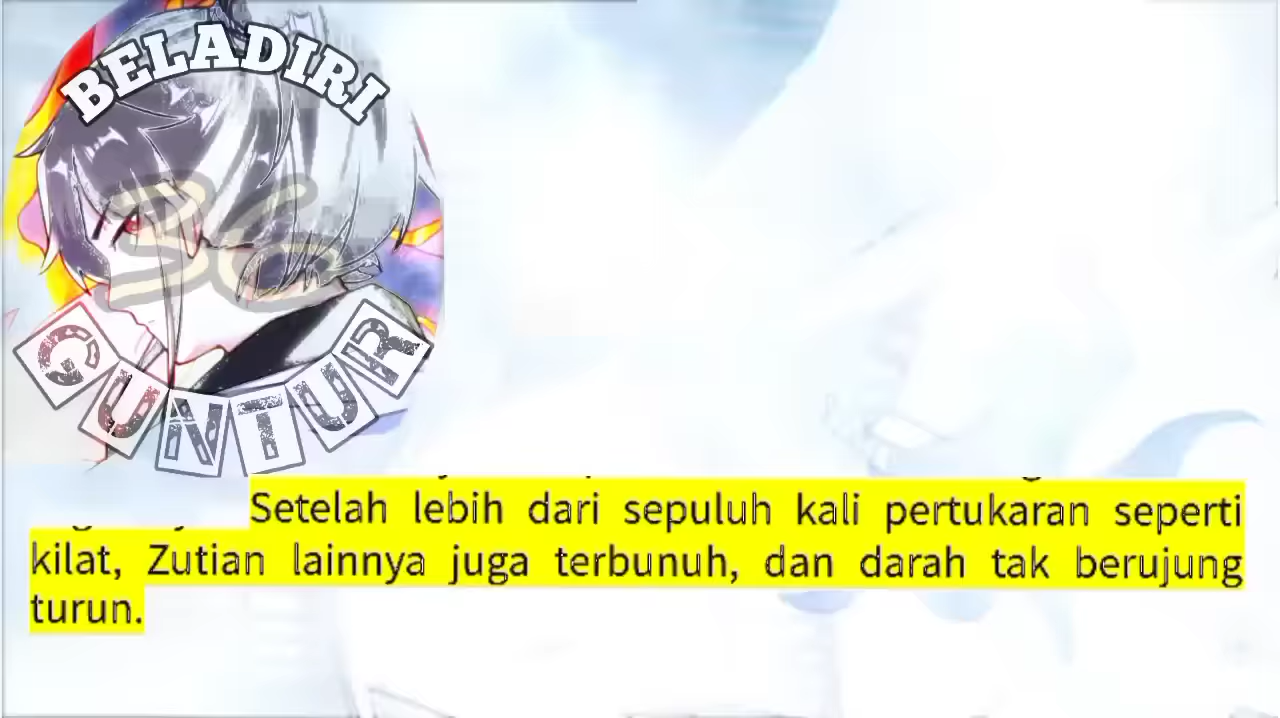 BELADIRI
36
GUNTUR
Setelah lebih dari sepuluh kali pertukaran seperti
kilat, Zutian lainnya juga terbunuh, dan darah tak berujung
turun.